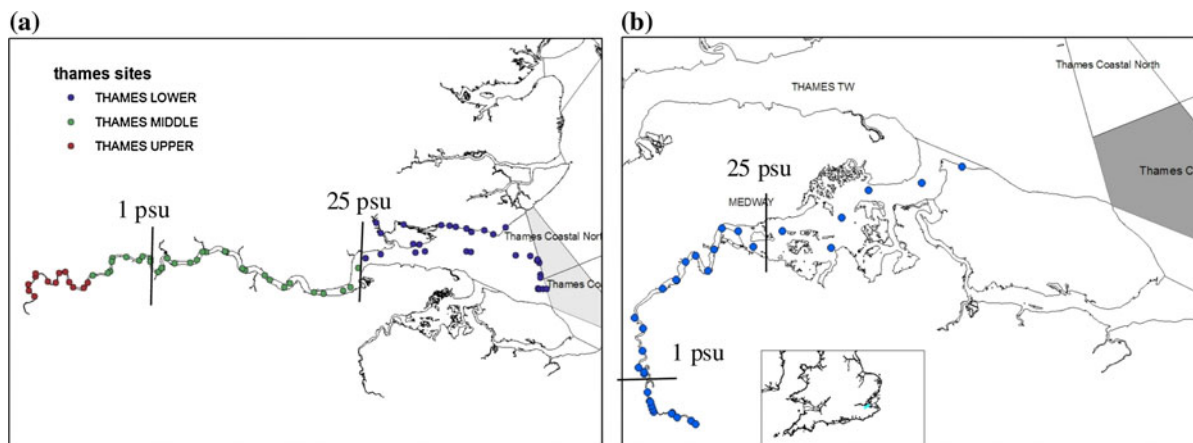 (a)
thames sites
THAMES LOWER
THAMES MIDDLE
THAMES UPPER
1 psu
25 psu
Thames Coastal North
Thames Coa
(b)
Thames Coastal North
THAMES TW
Thames C
25 psu
MEDWAY
1 psu